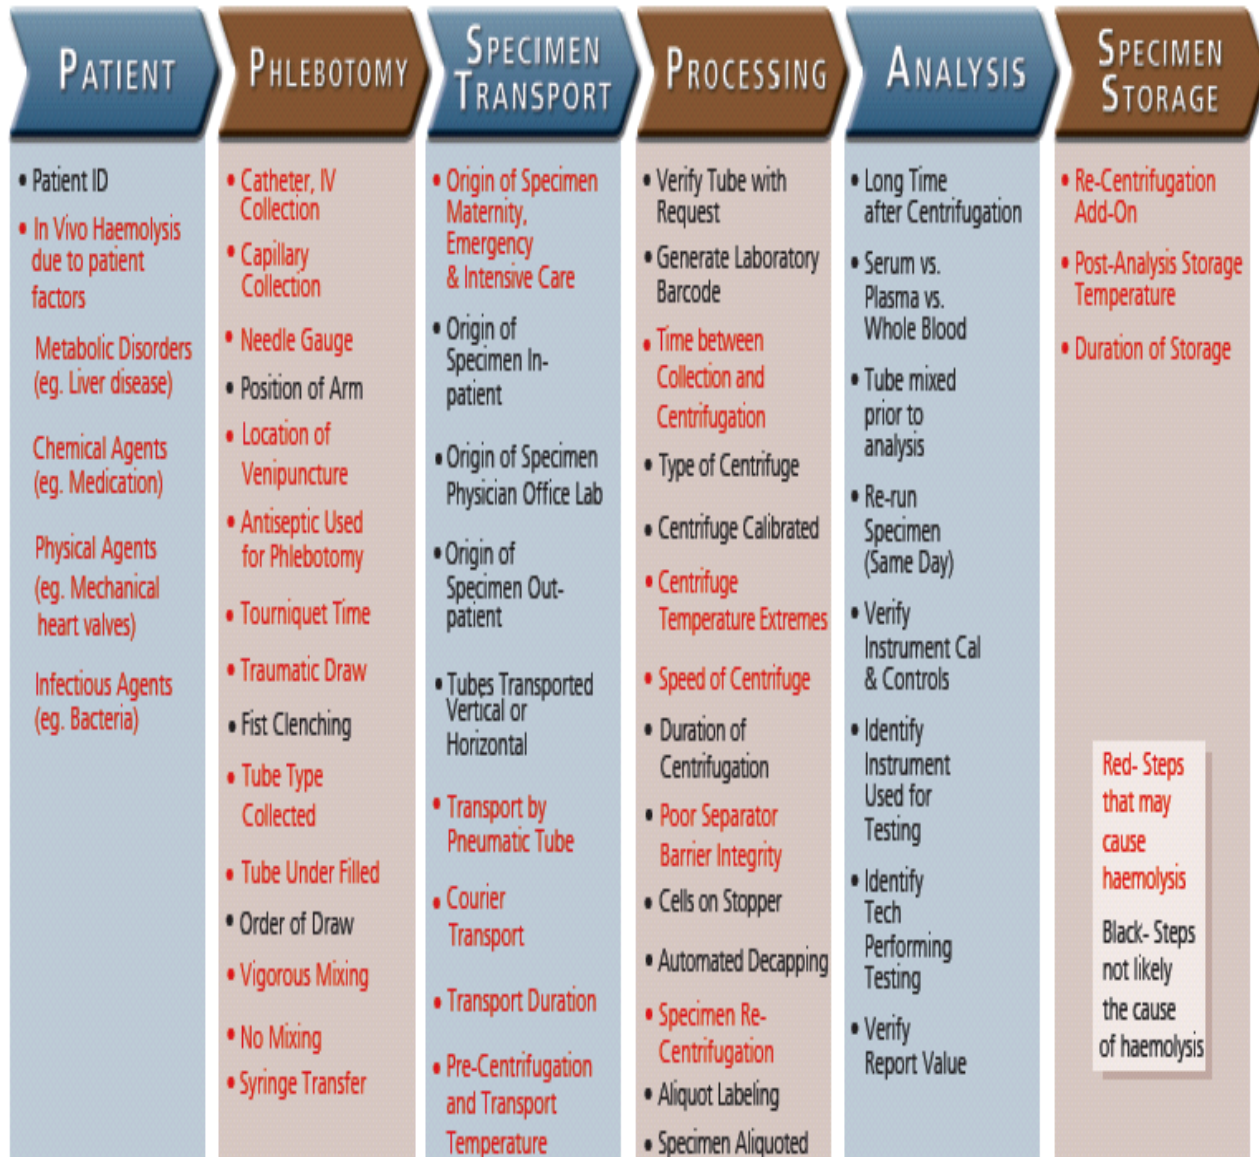 PATIENT
• Patient ID
• In Vivo Haemolysis
due to patient
factors
Metabolic Disorders
(eg. Liver disease)
Chemical Agents
(eg. Medication)
Physical Agents
(eg. Mechanical
heart valves)
Infectious Agents
(eg. Bacteria)
PHLEBOTOMY
• Catheter, IV
Collection
• Capillary
Collection
• Needle Gauge
• Position of Arm
• Location of
Venipuncture
• Antiseptic Used
for Phlebotomy
• Tourniquet Time
• Traumatic Draw
• Fist Clenching
• Tube Type
Collected
• Tube Under Filled
• Order of Draw
• Vigorous Mixing
• No Mixing
• Syringe Transfer
SPECIMEN
TRANSPORT
• Origin of Specimen
Maternity,
Emergency
& Intensive Care
• Origin of
Specimen In-
patient
• Origin of Specimen
Physician Office Lab
• Origin of
Specimen Out-
patient
• Tubes Transported
Vertical or
Horizontal
• Transport by
Pneumatic Tube
• Courier
Transport
• Transport Duration
• Pre-Centrifugation
and Transport
Temperature
PROCESSING
• Verify Tube with
Request
• Generate Laboratory
Barcode
• Time between
Collection and
Centrifugation
• Type of Centrifuge
• Centrifuge Calibrated
• Centrifuge
Temperature Extremes
• Speed of Centrifuge
• Duration of
Centrifugation
• Poor Separator
Barrier Integrity
• Cells on Stopper
• Automated Decapping
• Specimen Re-
Centrifugation
• Aliquot Labeling
• Specimen Aliquoted
ANALYSIS
• Long Time
after Centrifugation
• Serum vs.
Plasma vs.
Whole Blood
• Tube mixed
prior to
analysis
• Re-run
Specimen
(Same Day)
• Verify
Instrument Cal
& Controls
• Identify
Instrument
Used for
Testing
• Identify
Tech
Performing
Testing
• Verify
Report Value
SPECIMEN
STORAGE
• Re-Centrifugation
Add-On
• Post-Analysis Storage
Temperature
• Duration of Storage
Red- Steps
that may
cause
haemolysis
Black- Steps
not likely
the cause
of haemolysis